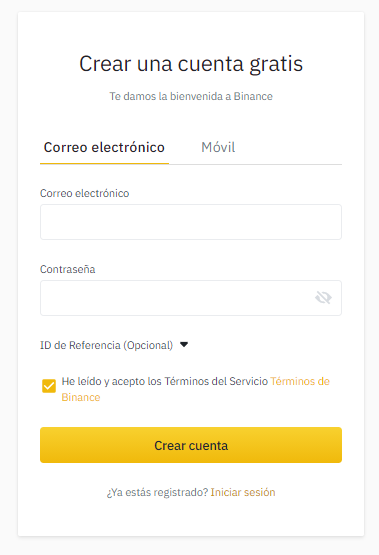 Crear una cuenta gratis
Te damos la bienvenida a Binance
Correo electrónico Móvil
Correo electrónico
Contraseña
ID de Referencia (Opcional)
He leído y acepto los Términos del Servicio Términos de
Binance
Crear cuenta
¿Ya estás registrado? Iniciar sesión